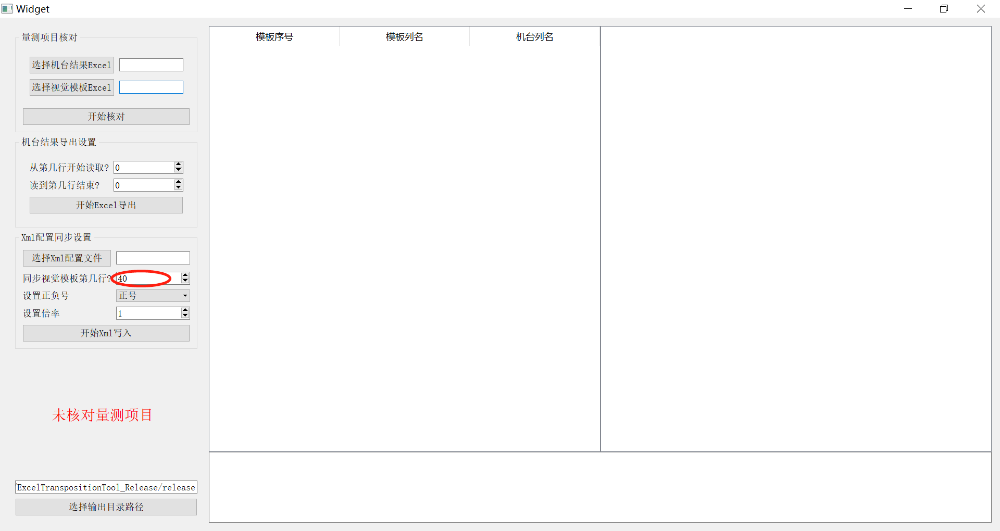 Widget
量测项目核对
选择机台结果Excel
选择视觉模板Excel
开始核对
机台结果导出设置
从第几行开始读取? 0
读到第几行结束? 0
开始Excel导出
Xml配置同步设置
选择Xml配置文件
同步视觉模板第几行? 40
设置正负号 正号
设置倍率 1
开始Xml写入
未核对量测项目
/ExcelTranspositionTool_Release/release
选择输出目录路径
模板序号 模板列名 机台列名